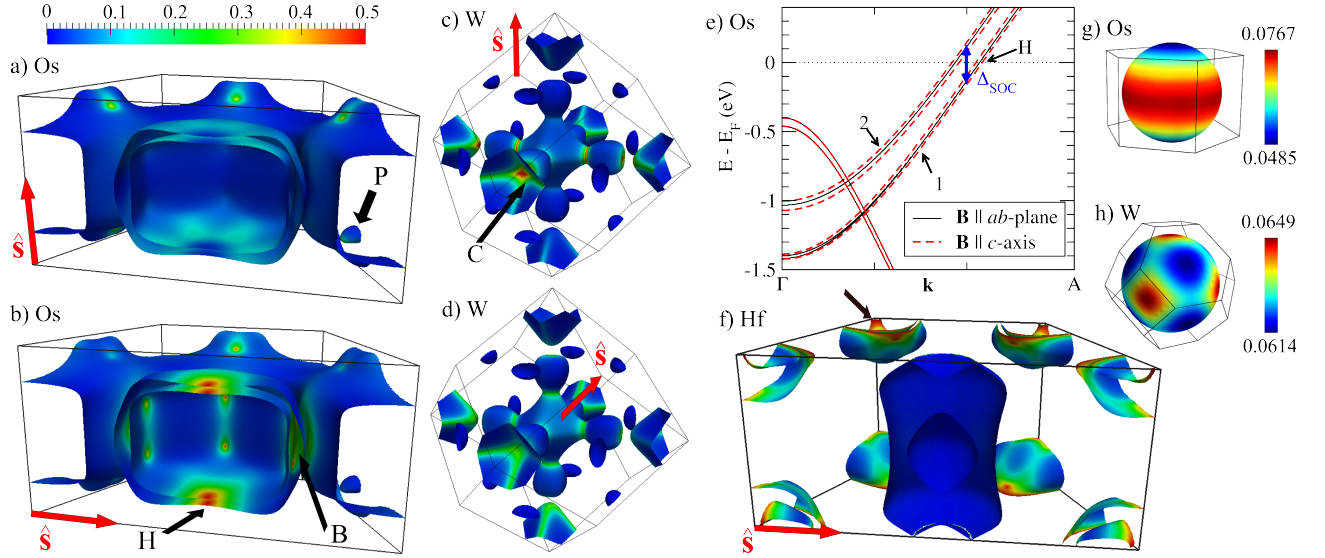 0 0.1 0.2 0.3 0.4 0.5
a) Os
P
ŝ
b) Os
ŝ
H
B
c) W
ŝ
C
d) W
ŝ
e) Os
E - E_F (eV)
0
-0.5
-1
-1.5
H
Δ_SOC
2
1
B || ab-plane
B || c-axis
Γ k A
f) Hf
ŝ
g) Os
0.0767
0.0485
h) W
0.0649
0.0614